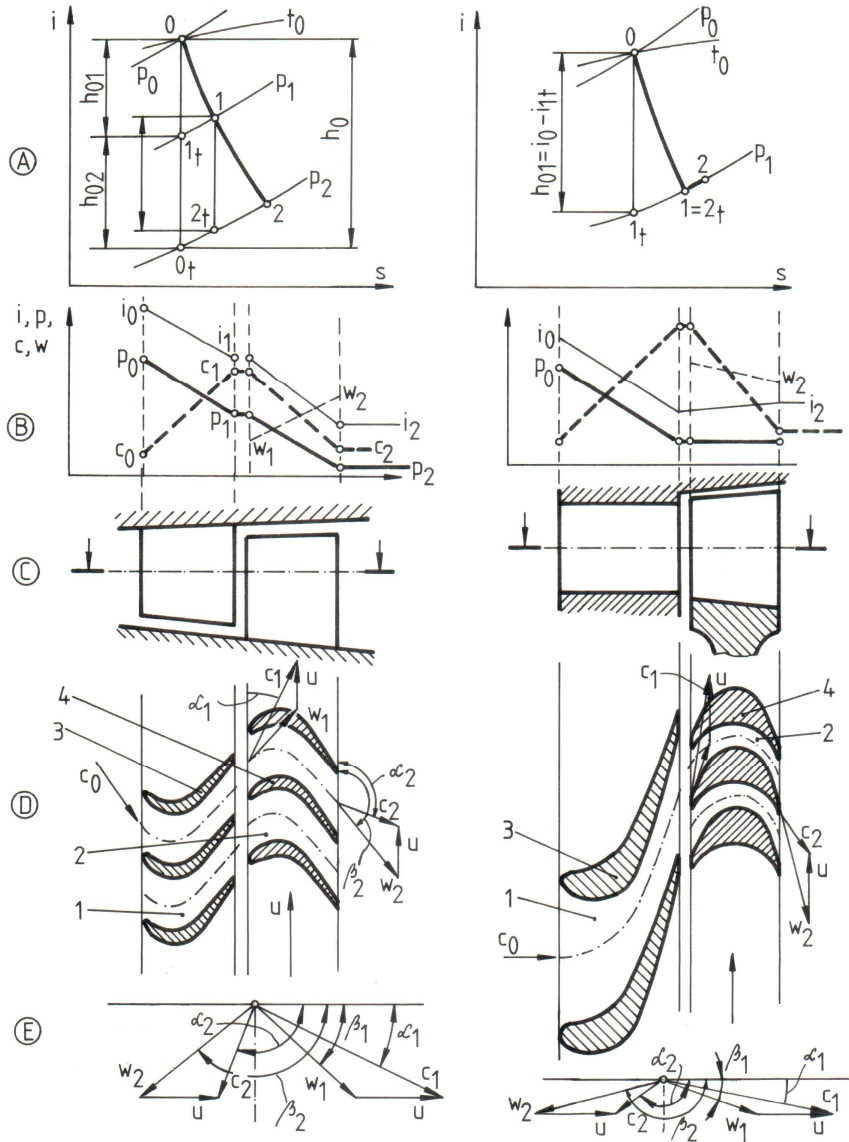 i
0
t₀
p₀
h₀₁
p₁
1
h₀
1ₜ
h₀₂
p₂
2ₜ
2
0ₜ
s
A
i
p₀
0
t₀
h₀₁=i₀-i₁ₜ
2
p₁
1=2ₜ
1ₜ
s
i, p,
c, w
i₀
i₁
p₀
c₁
w₂
p₁
i₂
c₀
w₁
c₂
p₂
B
i₀
p₀
w₂
i₂
C
4
3
α₁
c₁
u
w₁
c₀
α₂
c₂
u
β₂
w₂
2
1
u
D
c₁
u
4
2
3
1
c₀
c₂
u
w₂
E
α₂
β₁
α₁
w₂
c₂
w₁
c₁
u
β₂
u
α₂
β₁
α₁
w₂
c₂
w₁
c₁
u
β₂
u